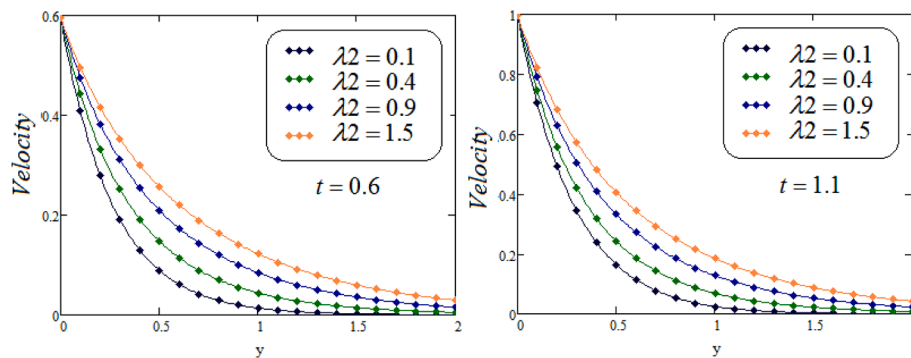 0.6
0.4
0.2
0
Velocity
λ2 = 0.1
λ2 = 0.4
λ2 = 0.9
λ2 = 1.5
t = 0.6
0 0.5 1 1.5 2
y
1
0.8
0.6
0.4
0.2
0
Velocity
λ2 = 0.1
λ2 = 0.4
λ2 = 0.9
λ2 = 1.5
t = 1.1
0 0.5 1 1.5
y